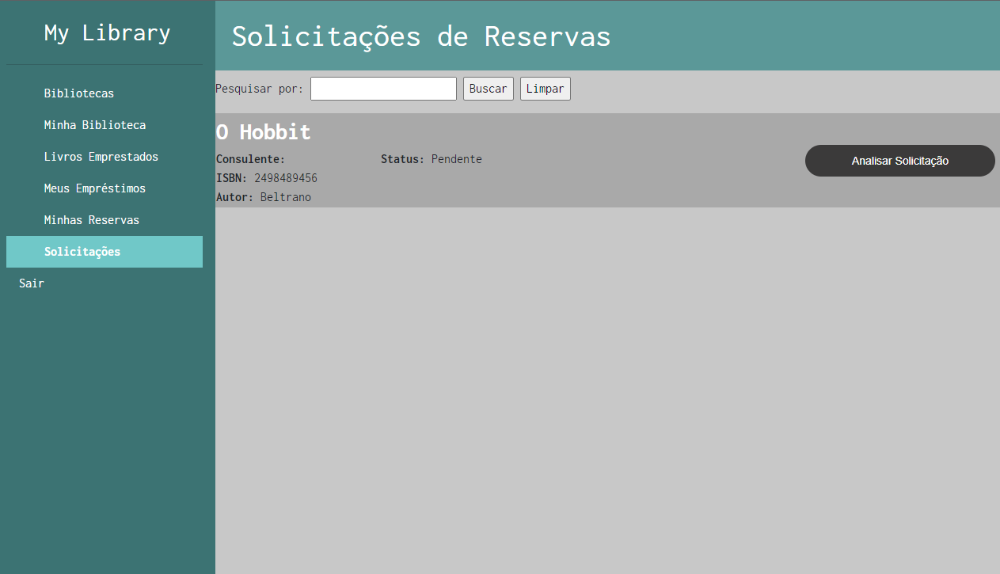 My Library
Bibliotecas
Minha Biblioteca
Livros Emprestados
Meus Empréstimos
Minhas Reservas
Solicitações
Sair
Solicitações de Reservas
Pesquisar por: Buscar Limpar
O Hobbit
Consulente: Status: Pendente
ISBN: 2498489456
Autor: Beltrano
Analisar Solicitação